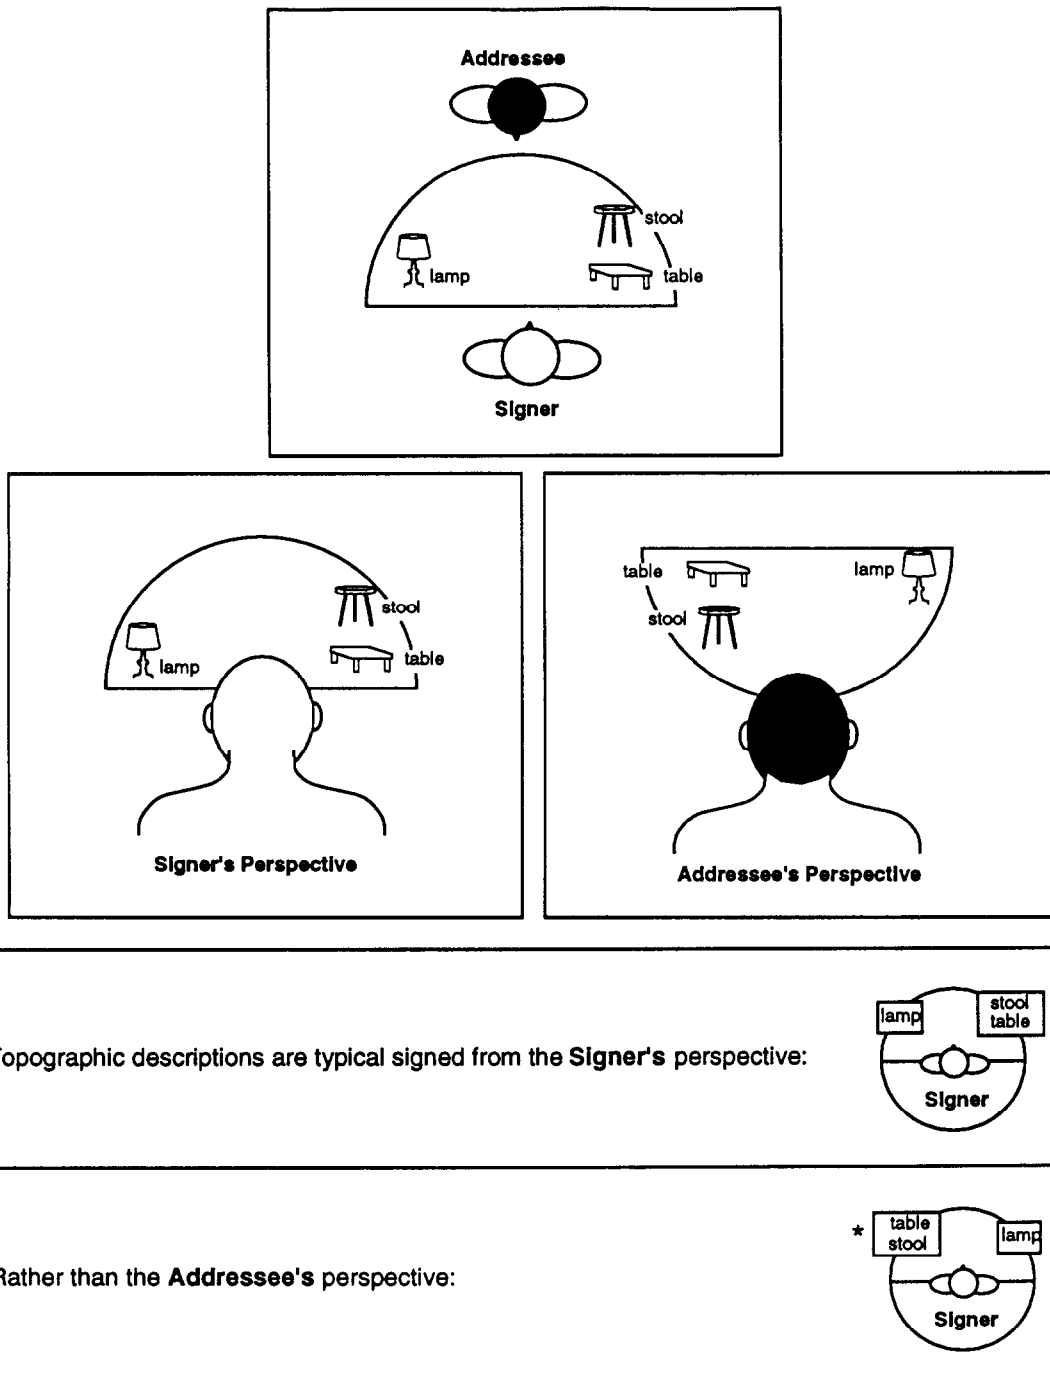 Addressee
stool
lamp
table
Signer
stool
lamp
table
Signer's Perspective
table
lamp
stool
Addressee's Perspective
lamp
stool
table
opographic descriptions are typical signed from the Signer's perspective:
Signer
*
table
stool
lamp
Rather than the Addressee's perspective:
Signer